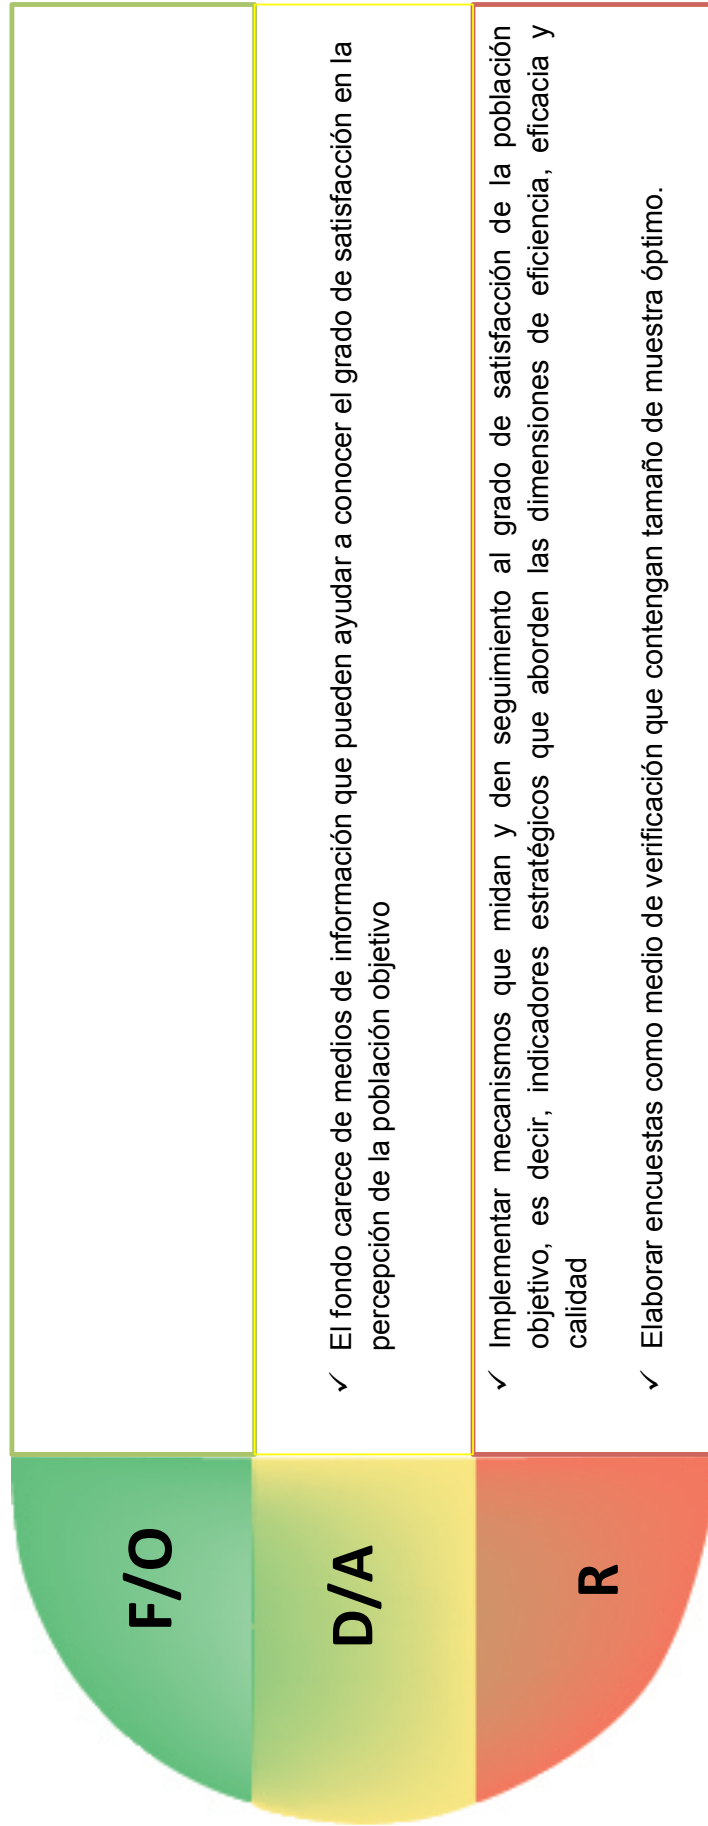 F/O
D/A
✓ El fondo carece de medios de información que pueden ayudar a conocer el grado de satisfacción en la
percepción de la población objetivo
R
✓ Implementar mecanismos que midan y den seguimiento al grado de satisfacción de la población
objetivo, es decir, indicadores estratégicos que aborden las dimensiones de eficiencia, eficacia y
calidad
✓ Elaborar encuestas como medio de verificación que contengan tamaño de muestra óptimo.